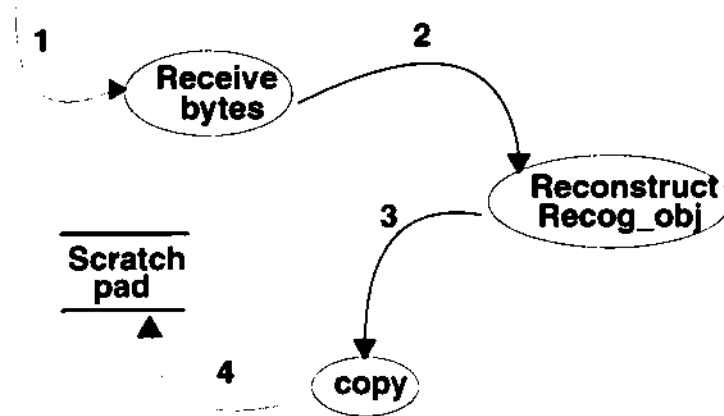 1
2
Receive
bytes
Reconstruct
Recog_obj
3
Scratch
pad
4
copy